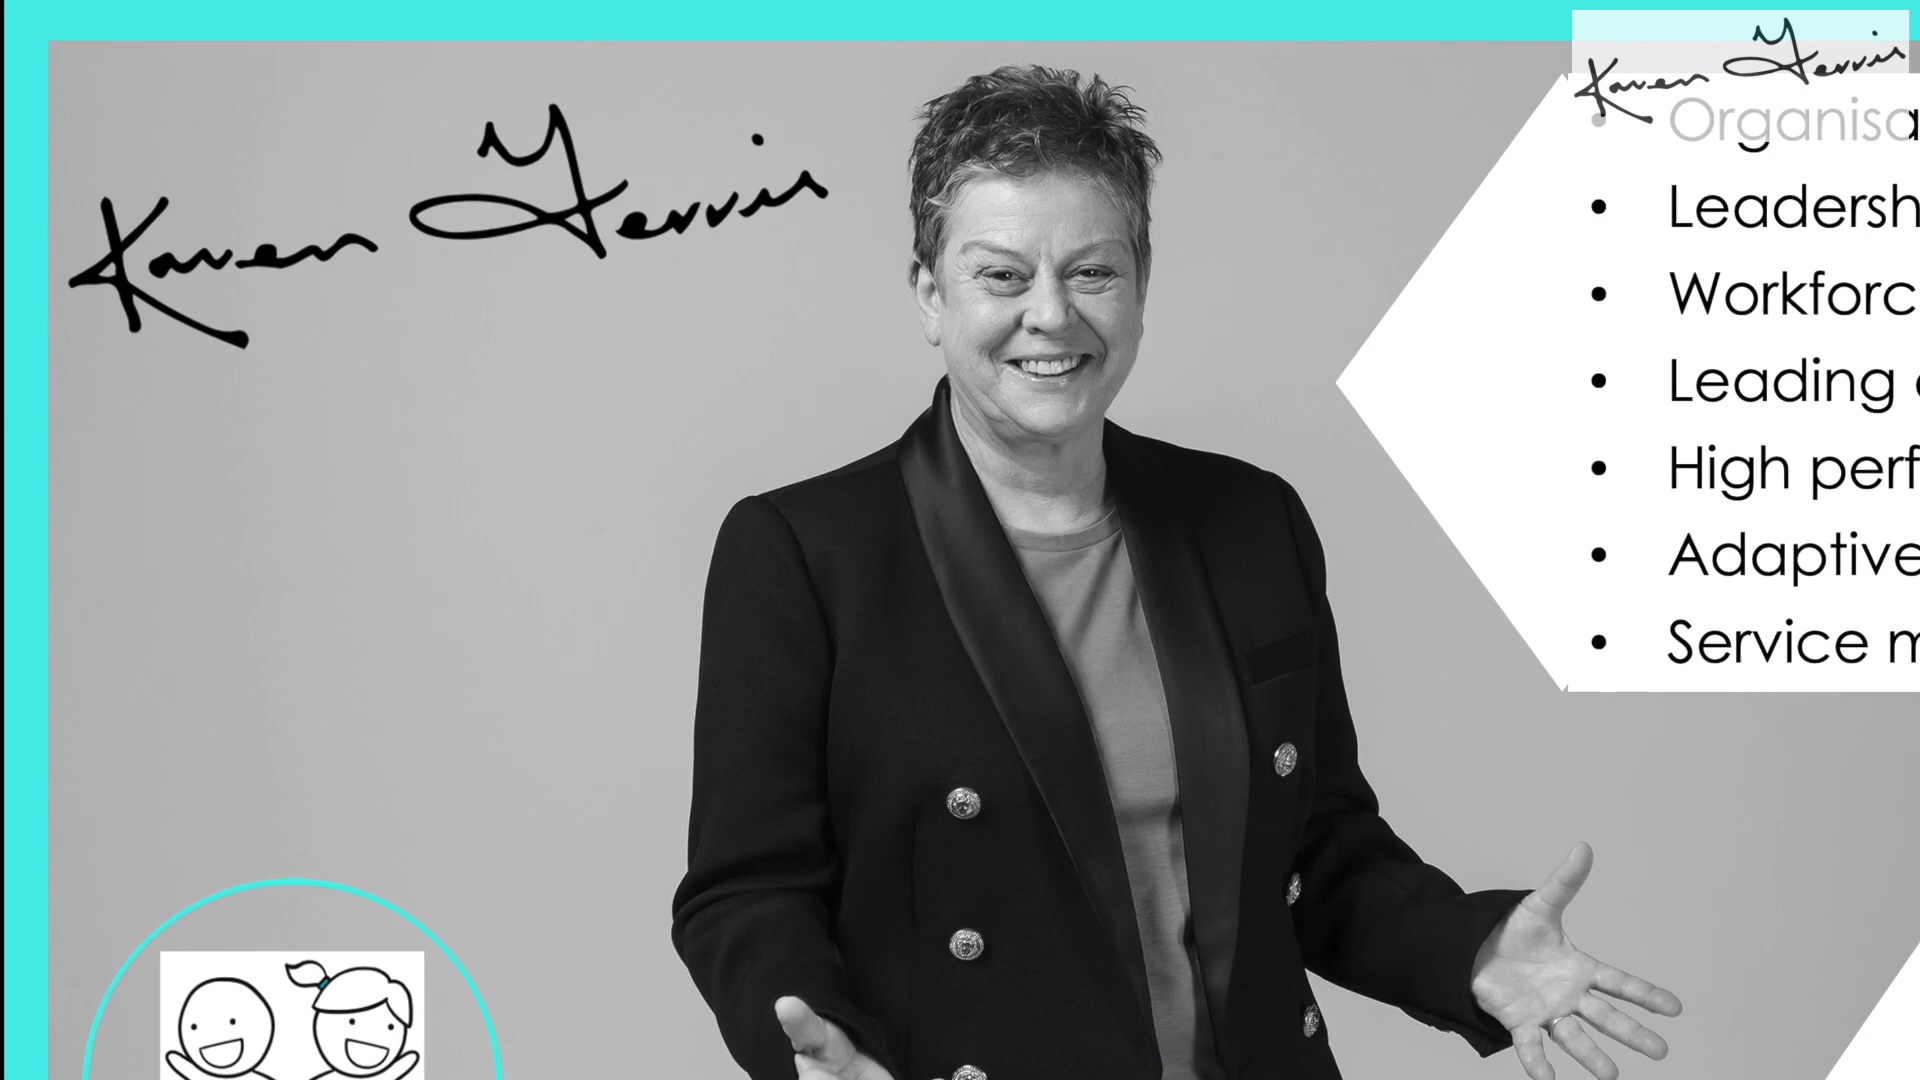 Karen Ferris
Karen Ferris
• Organisa
• Leadersh
• Workforc
• Leading
• High perf
• Adaptive
• Service m